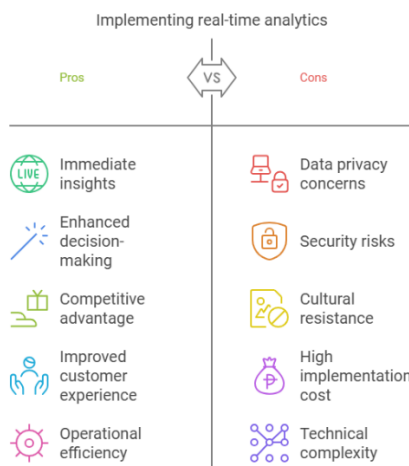 Implementing real-time analytics
Pros
VS
Cons
LIVE
Immediate
insights
Enhanced
decision-
making
Competitive
advantage
Improved
customer
experience
Operational
efficiency
Data privacy
concerns
Security risks
Cultural
resistance
₱
High
implementation
cost
Technical
complexity